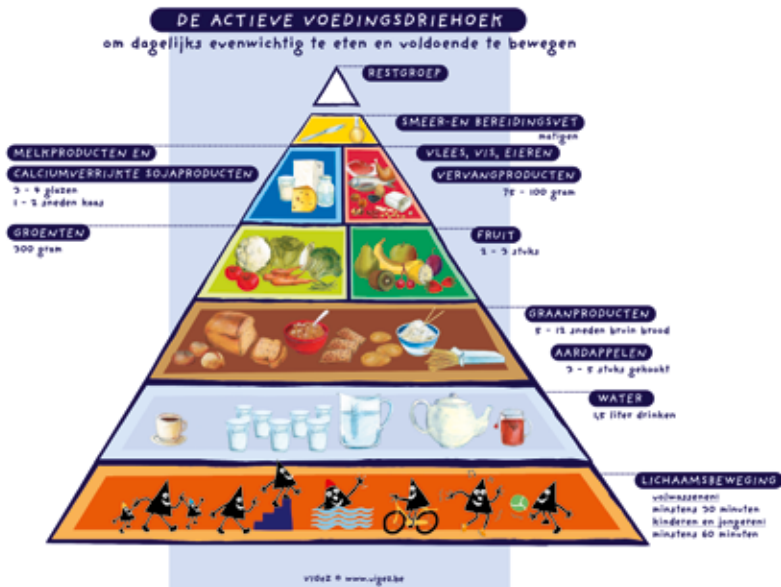 DE ACTIEVE VOEDINGSDRIEHOEK
om dagelijks evenwichtig te eten en voldoende te bewegen
RESTGROEP
SMEER-EN BEREIDINGSVET
matigen
MELKPRODUCTEN EN
CALCIUMVERRIJKTE SOJAPRODUCTEN
3 - 4 glazen
1 - 2 sneden kaas
VLEES, VIS, EIEREN
VERVANGPRODUCTEN
75 - 100 gram
GROENTEN
300 gram
FRUIT
2 - 3 stuks
GRAANPRODUCTEN
5 - 12 sneden bruin brood
AARDAPPELEN
3 - 5 stuks gekookt
WATER
1,5 liter drinken
LICHAAMSBEWEGING
volwassenen:
minstens 30 minuten
kinderen en jongeren:
minstens 60 minuten
VIGeZ © www.vigez.be